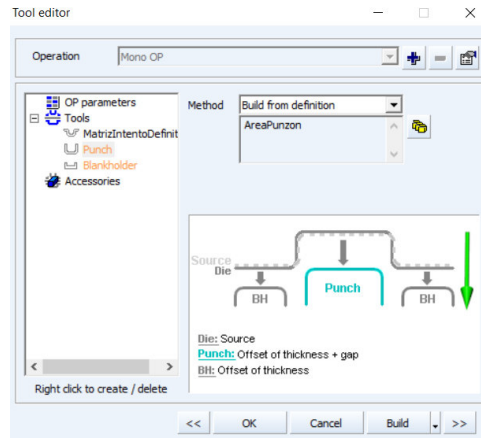 Tool editor
Operation
Mono OP
OP parameters
Tools
MatrizIntentoDefinit
Punch
Blankholder
Accessories
Right click to create / delete
Method
Build from definition
AreaPunzon
Source
Die
BH
Punch
BH
Die: Source
Punch: Offset of thickness + gap
BH: Offset of thickness
<<
OK
Cancel
Build
>>